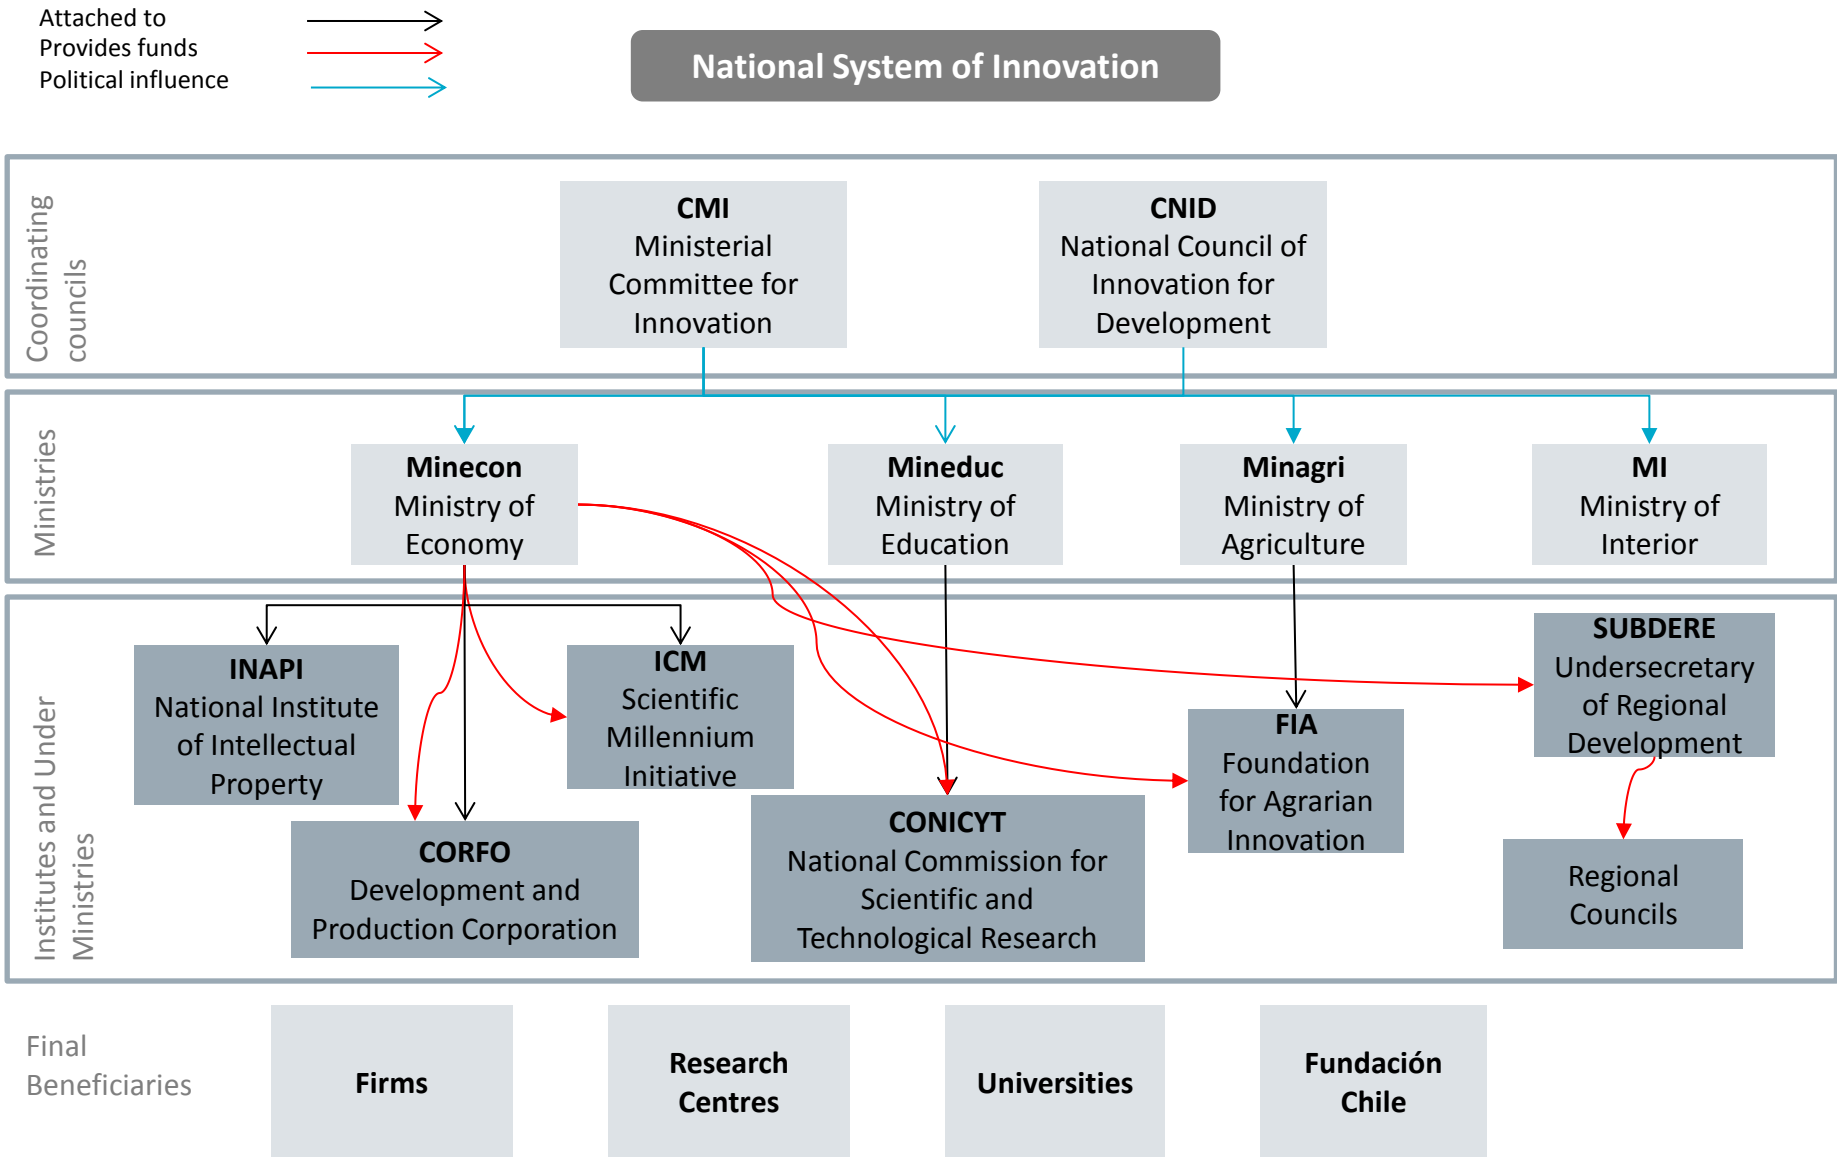 Attached to
Provides funds
Political influence
National System of Innovation
Coordinating
councils
CMI
Ministerial
Committee for
Innovation
CNID
National Council of
Innovation for
Development
Ministries
Minecon
Ministry of
Economy
Mineduc
Ministry of
Education
Minagri
Ministry of
Agriculture
MI
Ministry of
Interior
Institutes and Under
Ministries
INAPI
National Institute
of Intellectual
Property
ICM
Scientific
Millennium
Initiative
CORFO
Development and
Production Corporation
CONICYT
National Commission for
Scientific and
Technological Research
FIA
Foundation
for Agrarian
Innovation
SUBDERE
Undersecretary
of Regional
Development
Regional
Councils
Final
Beneficiaries
Firms
Research
Centres
Universities
Fundación
Chile